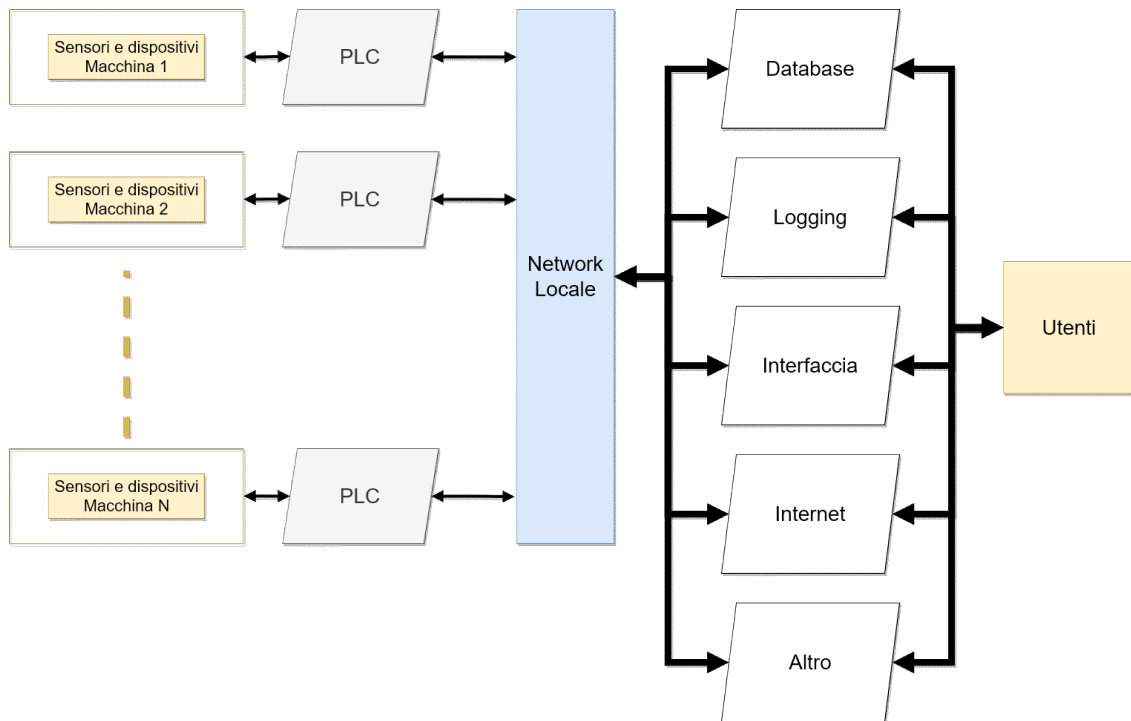 Sensori e dispositivi
Macchina 1
PLC
Sensori e dispositivi
Macchina 2
PLC
Sensori e dispositivi
Macchina N
PLC
Network
Locale
Database
Logging
Interfaccia
Internet
Altro
Utenti